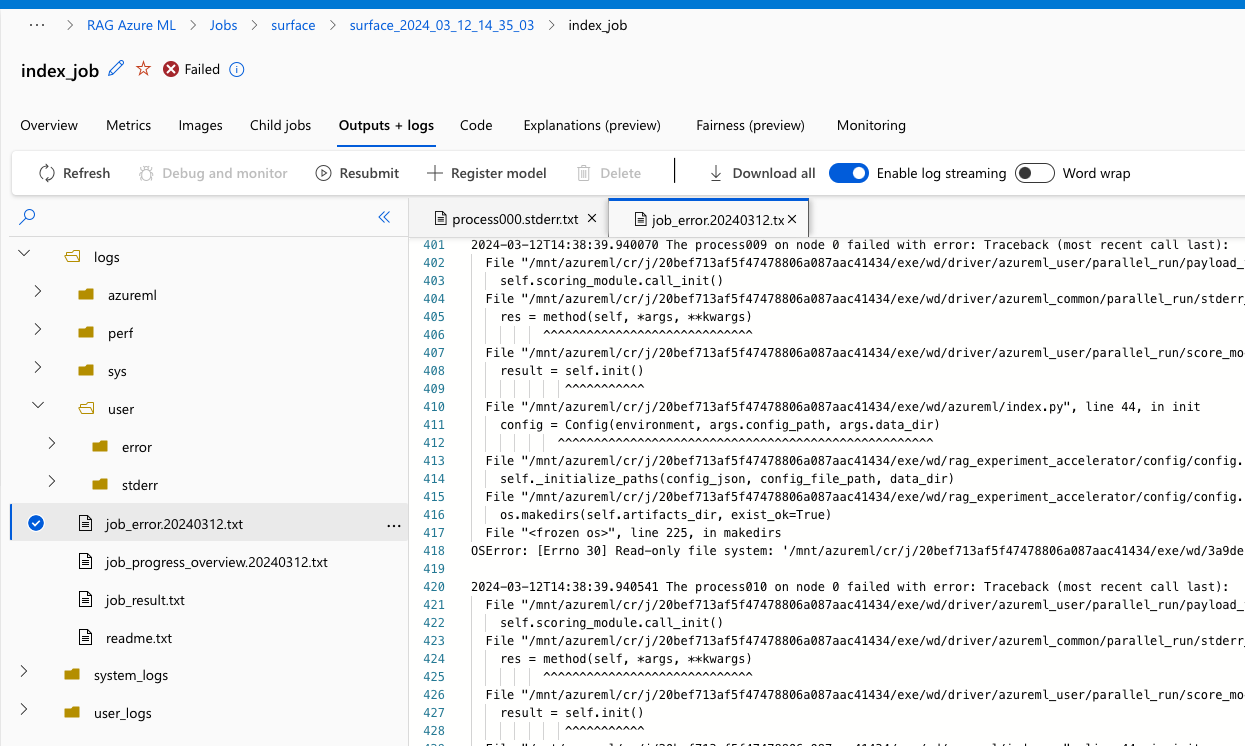 ··· > RAG Azure ML > Jobs > surface > surface_2024_03_12_14_35_03 > index_job
index_job Failed
Overview Metrics Images Child jobs Outputs + logs Code Explanations (preview) Fairness (preview) Monitoring
Refresh Debug and monitor Resubmit Register model Delete Download all Enable log streaming Word wrap
process000.stderr.txt job_error.20240312.tx
logs
azureml
perf
sys
user
error
stderr
job_error.20240312.txt ...
job_progress_overview.20240312.txt
job_result.txt
readme.txt
system_logs
user_logs
401 2024-03-12T14:38:39.940070 The process009 on node 0 failed with error: Traceback (most recent call last):
402 File "/mnt/azureml/cr/j/20bef713af5f47478806a087aac41434/exe/wd/driver/azureml_user/parallel_run/payload_
403 self.scoring_module.call_init()
404 File "/mnt/azureml/cr/j/20bef713af5f47478806a087aac41434/exe/wd/driver/azureml_common/parallel_run/stderr_
405 res = method(self, *args, **kwargs)
406 ^^^^^^^^^^^^^^^^^^^^^^^^^^^^^
407 File "/mnt/azureml/cr/j/20bef713af5f47478806a087aac41434/exe/wd/driver/azureml_user/parallel_run/score_mo
408 result = self.init()
409 ^^^^^^^^^^^
410 File "/mnt/azureml/cr/j/20bef713af5f47478806a087aac41434/exe/wd/azureml/index.py", line 44, in init
411 config = Config(environment, args.config_path, args.data_dir)
412 ^^^^^^^^^^^^^^^^^^^^^^^^^^^^^^^^^^^^^^^^^^^^^^^^^^^^
413 File "/mnt/azureml/cr/j/20bef713af5f47478806a087aac41434/exe/wd/rag_experiment_accelerator/config/config.
414 self._initialize_paths(config_json, config_file_path, data_dir)
415 File "/mnt/azureml/cr/j/20bef713af5f47478806a087aac41434/exe/wd/rag_experiment_accelerator/config/config.
416 os.makedirs(self.artifacts_dir, exist_ok=True)
417 File "<frozen os>", line 225, in makedirs
418 OSError: [Errno 30] Read-only file system: '/mnt/azureml/cr/j/20bef713af5f47478806a087aac41434/exe/wd/3a9de
419
420 2024-03-12T14:38:39.940541 The process010 on node 0 failed with error: Traceback (most recent call last):
421 File "/mnt/azureml/cr/j/20bef713af5f47478806a087aac41434/exe/wd/driver/azureml_user/parallel_run/payload_
422 self.scoring_module.call_init()
423 File "/mnt/azureml/cr/j/20bef713af5f47478806a087aac41434/exe/wd/driver/azureml_common/parallel_run/stderr_
424 res = method(self, *args, **kwargs)
425 ^^^^^^^^^^^^^^^^^^^^^^^^^^^^^
426 File "/mnt/azureml/cr/j/20bef713af5f47478806a087aac41434/exe/wd/driver/azureml_user/parallel_run/score_mo
427 result = self.init()
428 ^^^^^^^^^^^